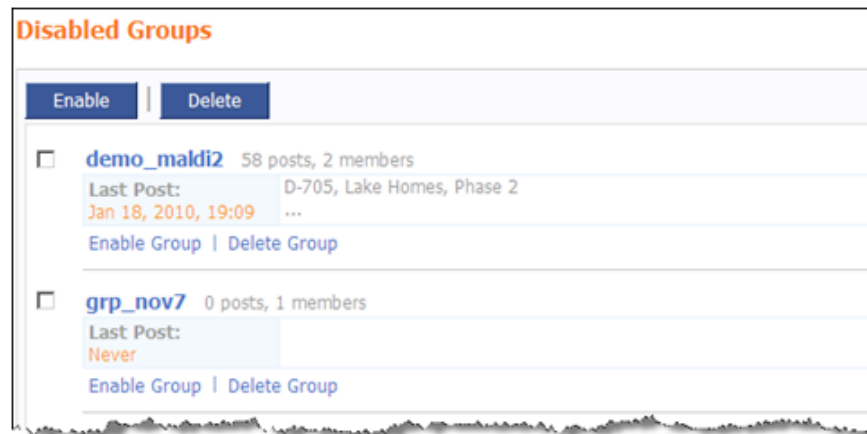 Disabled Groups
Enable | Delete
demo_maldi2 58 posts, 2 members
Last Post: D-705, Lake Homes, Phase 2
Jan 18, 2010, 19:09 ...
Enable Group | Delete Group
grp_nov7 0 posts, 1 members
Last Post:
Never
Enable Group | Delete Group